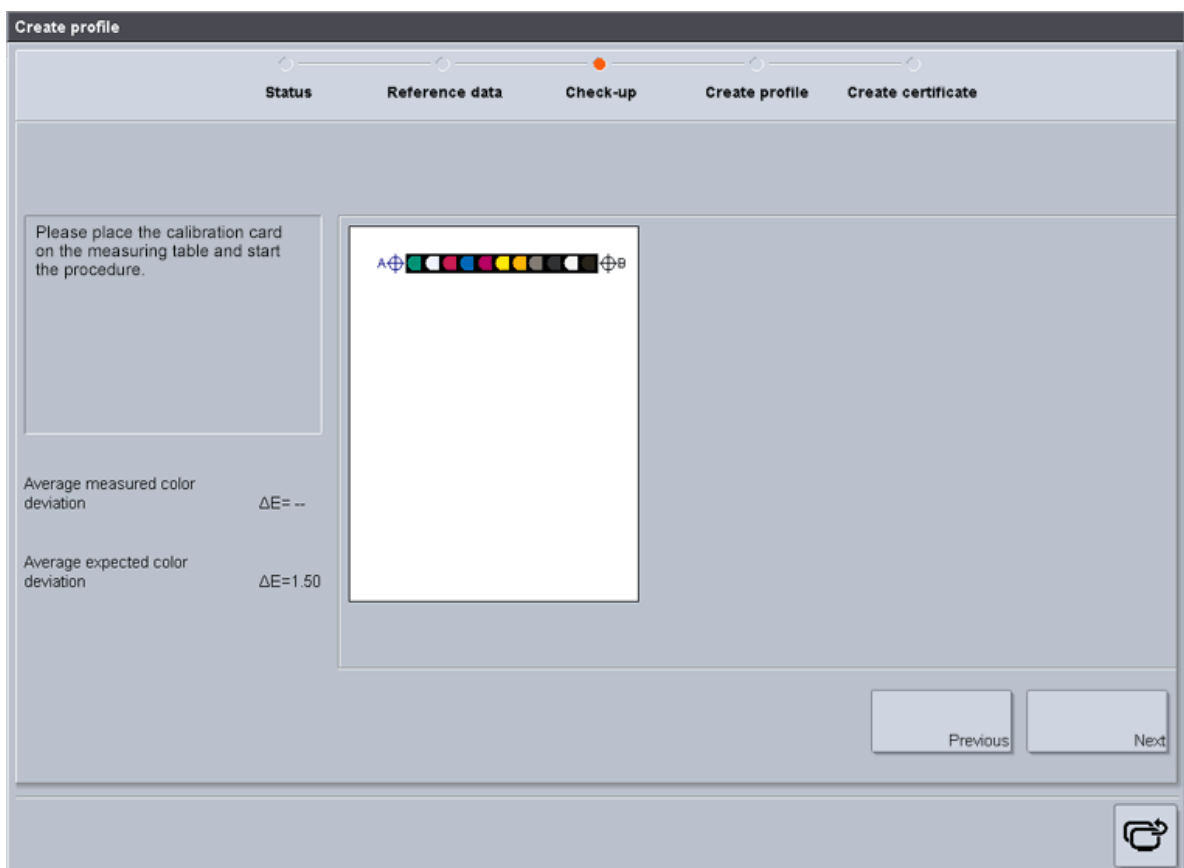 Create profile
Status
Reference data
Check-up
Create profile
Create certificate
Please place the calibration card
on the measuring table and start
the procedure.
A
B
Average measured color
deviation
ΔE= --
Average expected color
deviation
ΔE=1.50
Previous
Next